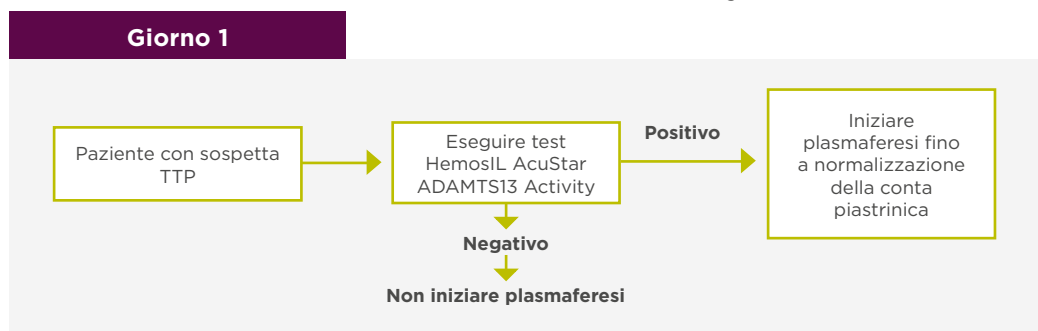 Giorno 1
Paziente con sospetta
TTP
Eseguire test
HemosIL AcuStar
ADAMTS13 Activity
Positivo
Iniziare
plasmaferesi fino
a normalizzazione
della conta
piastrinica
Negativo
Non iniziare plasmaferesi